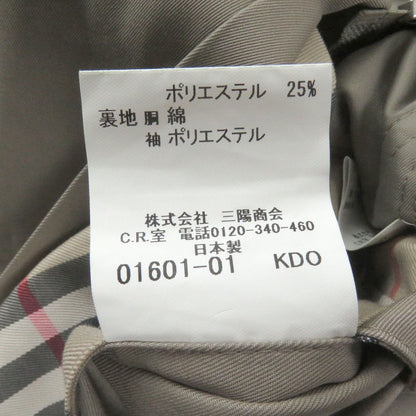 ポリエステル 25%
裏地 胴 綿
袖 ポリエステル
株式会社 三陽商会
C.R.室 電話0120-340-460
日本製
01601-01 KDO